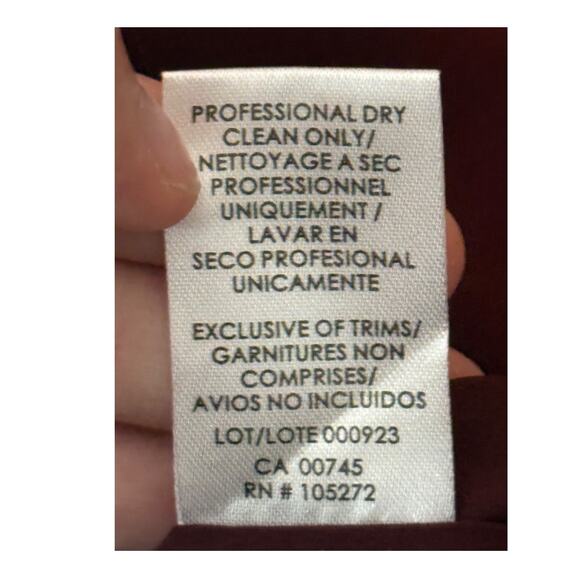 PROFESSIONAL DRY
CLEAN ONLY/
NETTOYAGE A SEC
PROFESSIONNEL
UNIQUEMENT /
LAVAR EN
SECO PROFESIONAL
UNICAMENTE
EXCLUSIVE OF TRIMS/
GARNITURES NON
COMPRISES/
AVIOS NO INCLUIDOS
LOT/LOTE 000923
CA 00745
RN # 105272